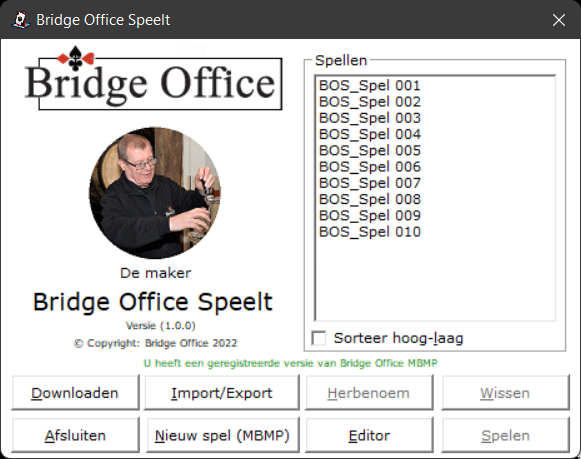 Bridge Office Speelt
Bridge Office
De maker
Bridge Office Speelt
Versie (1.0.0)
© Copyright: Bridge Office 2022
Spellen
BOS_Spel 001
BOS_Spel 002
BOS_Spel 003
BOS_Spel 004
BOS_Spel 005
BOS_Spel 006
BOS_Spel 007
BOS_Spel 008
BOS_Spel 009
BOS_Spel 010
Sorteer hoog-laag
U heeft een geregistreerde versie van Bridge Office MBMP
Downloaden Import/Export Herbenoem Wissen
Afsluiten Nieuw spel (MBMP) Editor Spelen